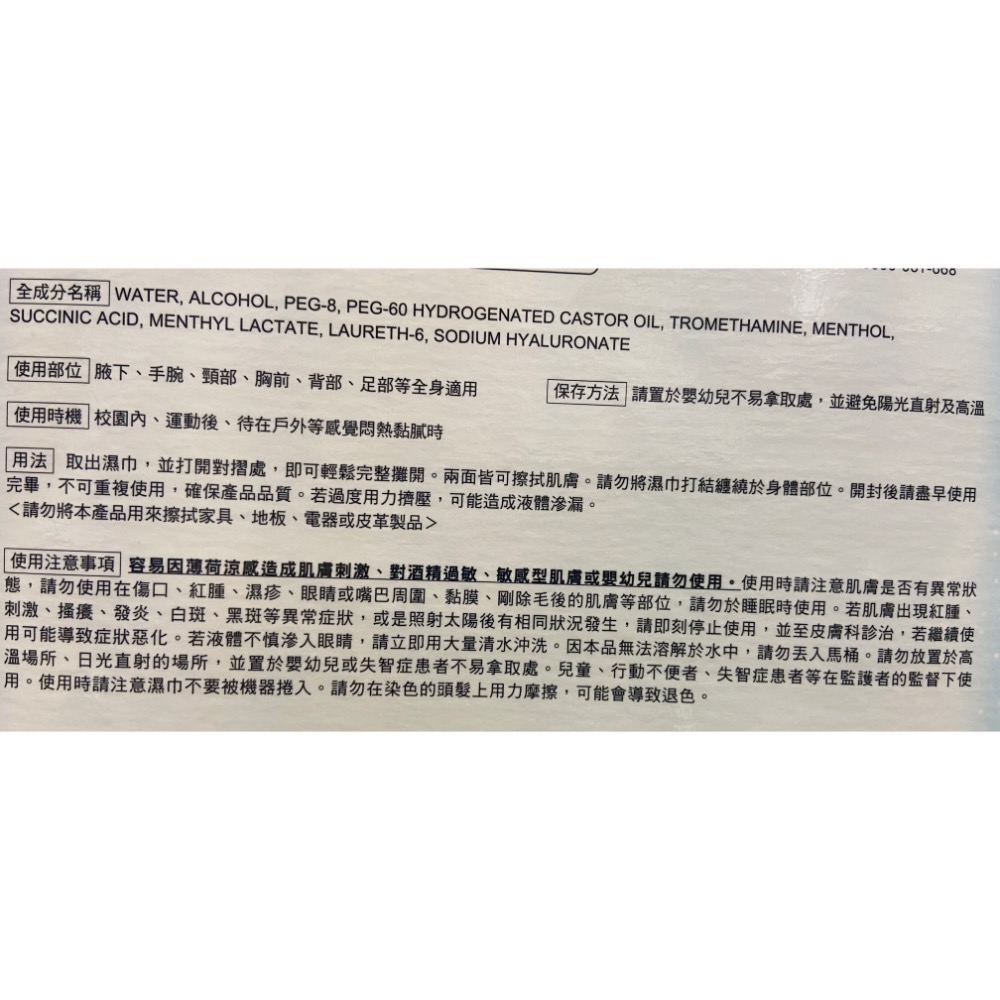 全成分名稱 WATER, ALCOHOL, PEG-8, PEG-60 HYDROGENATED CASTOR OIL, TROMETHAMINE, MENTHOL,
SUCCINIC ACID, MENTHYL LACTATE, LAURETH-6, SODIUM HYALURONATE
使用部位 腋下、手腕、頸部、胸前、背部、足部等全身適用
保存方法 請置於嬰幼兒不易拿取處，並避免陽光直射及高溫
使用時機 校園內、運動後、待在戶外等感覺悶熱黏膩時
用法 取出濕巾，並打開對摺處，即可輕鬆完整攤開。兩面皆可擦拭肌膚。請勿將濕巾打結纏繞於身體部位。開封後請盡早使用
完畢，不可重複使用，確保產品品質。若過度用力擠壓，可能造成液體滲漏。
＜請勿將本產品用來擦拭家具、地板、電器或皮革製品＞
使用注意事項 容易因薄荷涼感造成肌膚刺激、對酒精過敏、敏感型肌膚或嬰幼兒請勿使用。使用時請注意肌膚是否有異常狀
態，請勿使用在傷口、紅腫、濕疹、眼睛或嘴巴周圍、黏膜、剛除毛後的肌膚等部位，請勿於睡眠時使用。若肌膚出現紅腫、
刺激、搔癢、發炎、白斑、黑斑等異常症狀，或是照射太陽後有相同狀況發生，請即刻停止使用，並至皮膚科診治，若繼續使
用可能導致症狀惡化。若液體不慎滲入眼睛，請立即用大量清水沖洗。因本品無法溶解於水中，請勿丟入馬桶。請勿放置於高
溫場所、日光直射的場所，並置於嬰幼兒或失智症患者不易拿取處。兒童、行動不便者、失智症患者等在監護者的監督下使
用。使用時請注意濕巾不要被機器捲入。請勿在染色的頭髮上用力摩擦，可能會導致退色。